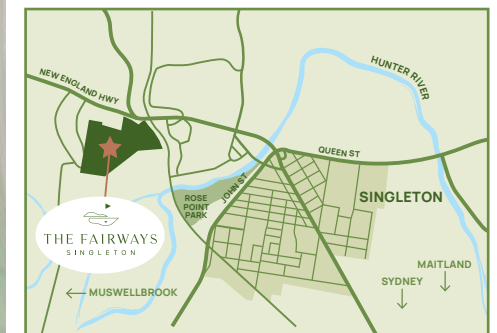 HUNTER RIVER
NEW ENGLAND HWY
QUEEN ST
JOHN ST
SINGLETON
ROSE
POINT
PARK
THE FAIRWAYS
SINGLETON
MAITLAND
SYDNEY
MUSWELLBROOK